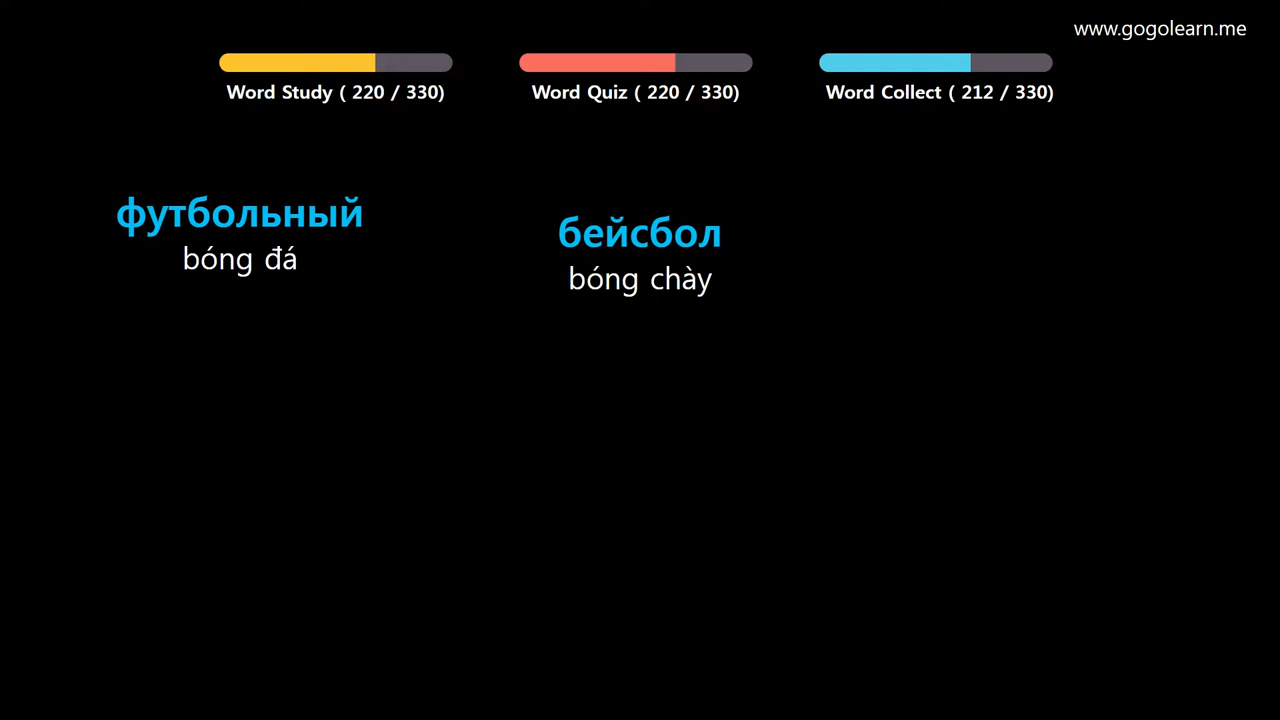 www.gogolearn.me
Word Study ( 220 / 330)
Word Quiz ( 220 / 330)
Word Collect ( 212 / 330)
футбольный
bóng đá
бейсбол
bóng chày